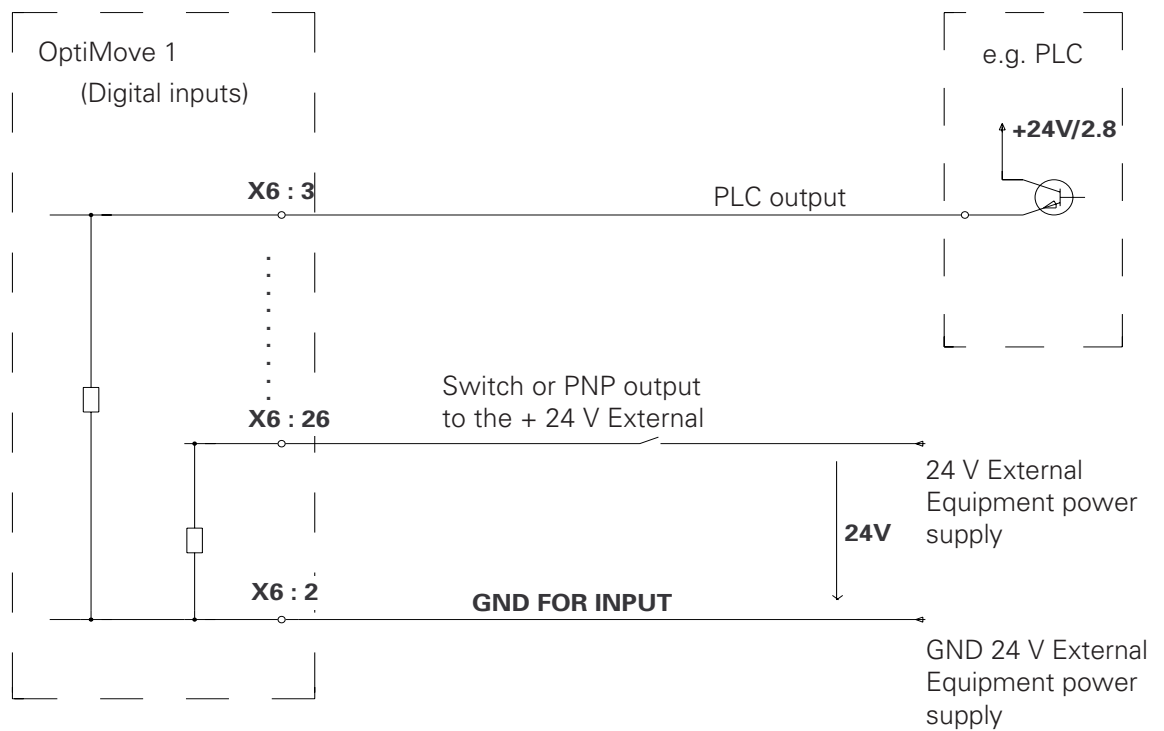 OptiMove 1
(Digital inputs)
e.g. PLC
+24V/2.8
X6 : 3
PLC output
Switch or PNP output
to the + 24 V External
X6 : 26
24 V External
Equipment power
supply
24V
X6 : 2
GND FOR INPUT
GND 24 V External
Equipment power
supply